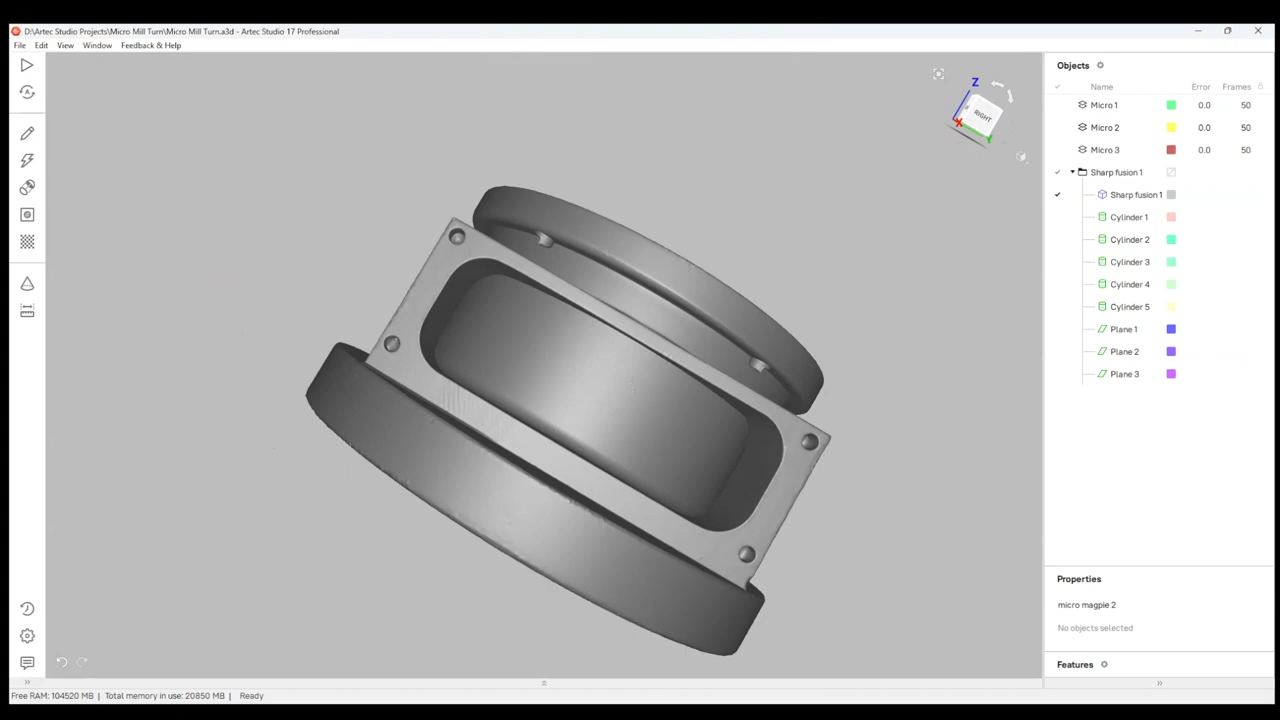 D:\Artec Studio Projects\Micro Mill Turn\Micro Mill Turn.a3d - Artec Studio 17 Professional
File Edit View Window Feedback & Help
Objects
Name Error Frames
Micro 1 0.0 50
Micro 2 0.0 50
Micro 3 0.0 50
Sharp fusion 1
Sharp fusion 1
Cylinder 1
Cylinder 2
Cylinder 3
Cylinder 4
Cylinder 5
Plane 1
Plane 2
Plane 3
Z
RIGHT
X
Y
Properties
micro magpie 2
No objects selected
Features
Free RAM: 104520 MB | Total memory in use: 20850 MB | Ready